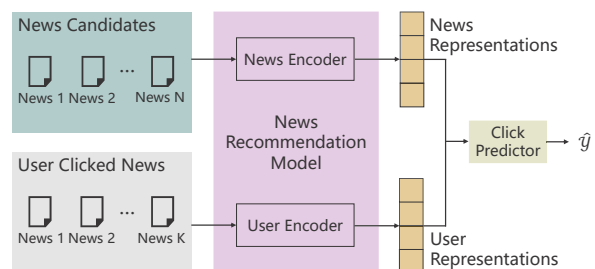 News Candidates
News 1 News 2 ... News N
User Clicked News
News 1 News 2 ... News K
News Encoder
News
Recommendation
Model
User Encoder
News
Representations
User
Representations
Click
Predictor
ŷ